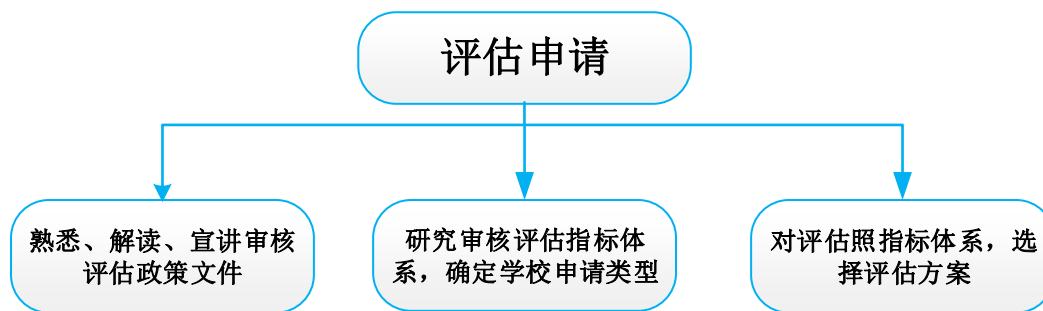 评估申请
熟悉、解读、宣讲审核
评估政策文件
研究审核评估指标体
系，确定学校申请类型
对评估照指标体系，选
择评估方案